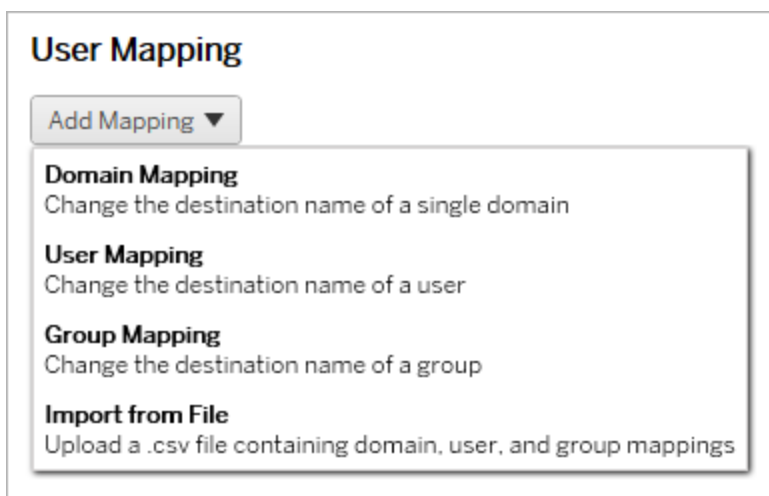 User Mapping
Add Mapping ▼
Domain Mapping
Change the destination name of a single domain
User Mapping
Change the destination name of a user
Group Mapping
Change the destination name of a group
Import from File
Upload a .csv file containing domain, user, and group mappings